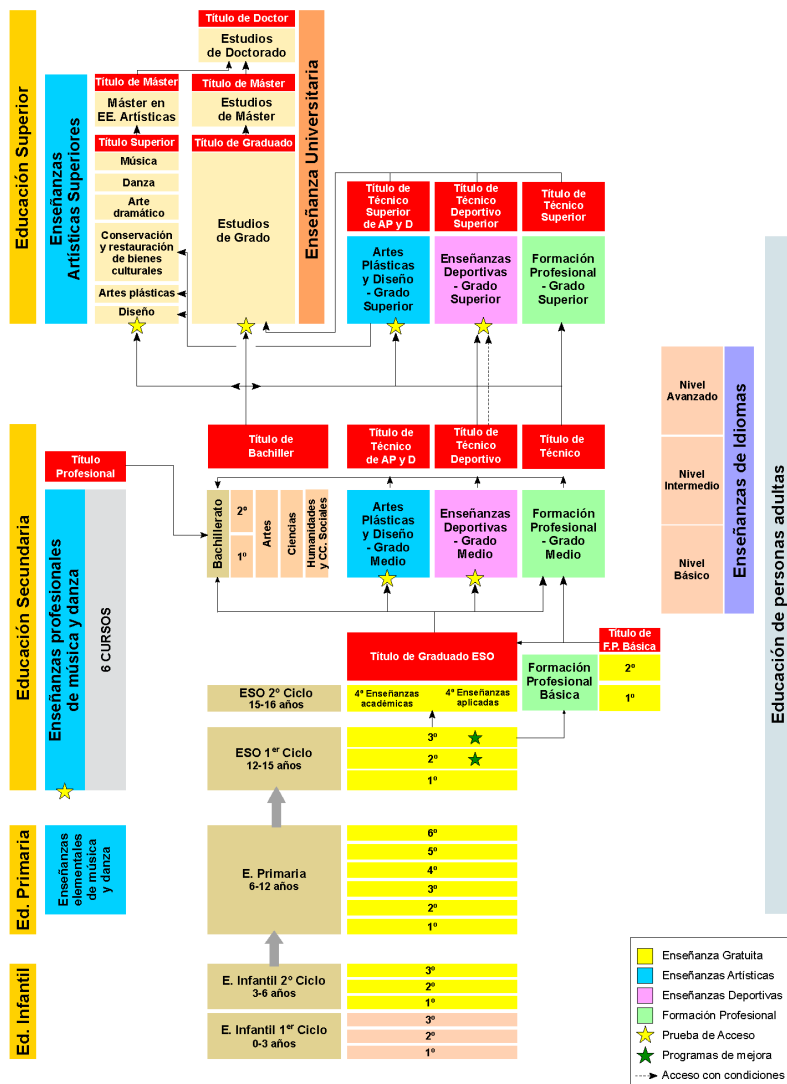 Título de Doctor
Estudios
de Doctorado
Título de Máster
Título de Máster
Máster en
EE. Artísticas
Estudios
de Máster
Título Superior
Título de Graduado
Música
Danza
Arte
dramático
Conservación
y restauración
de bienes
culturales
Artes plásticas
Diseño
Estudios
de Grado
Educación Superior
Enseñanzas
Artísticas Superiores
Enseñanza Universitaria
Título de
Técnico
Superior
de AP y D
Título de
Técnico
Deportivo
Superior
Título de
Técnico
Superior
Artes
Plásticas
y Diseño
- Grado
Superior
Enseñanzas
Deportivas
- Grado
Superior
Formación
Profesional -
Grado
Superior
Nivel
Avanzado
Nivel
Intermedio
Nivel
Básico
Enseñanzas de Idiomas
Educación de personas adultas
Educación Secundaria
Título
Profesional
Enseñanzas profesionales
de música y danza
6 CURSOS
Título de
Bachiller
Título de
Técnico
de AP y D
Título de
Técnico
Deportivo
Título de
Técnico
Bachillerato
2º
1º
Artes
Ciencias
Humanidades
y CC. Sociales
Artes
Plásticas
y Diseño
- Grado
Medio
Enseñanzas
Deportivas
- Grado
Medio
Formación
Profesional
- Grado
Medio
Título de Graduado ESO
Título de
F.P. Básica
Formación
Profesional
Básica
2º
1º
ESO 2º Ciclo
15-16 años
4º Enseñanzas
académicas
4º Enseñanzas
aplicadas
ESO 1er Ciclo
12-15 años
3º
2º
1º
Ed. Primaria
Enseñanzas
elementales
de música
y danza
E. Primaria
6-12 años
6º
5º
4º
3º
2º
1º
Ed. Infantil
E. Infantil 2º Ciclo
3-6 años
3º
2º
1º
E. Infantil 1er Ciclo
0-3 años
3º
2º
1º
Enseñanza Gratuita
Enseñanzas Artísticas
Enseñanzas Deportivas
Formación Profesional
Prueba de Acceso
Programas de mejora
Acceso con condiciones